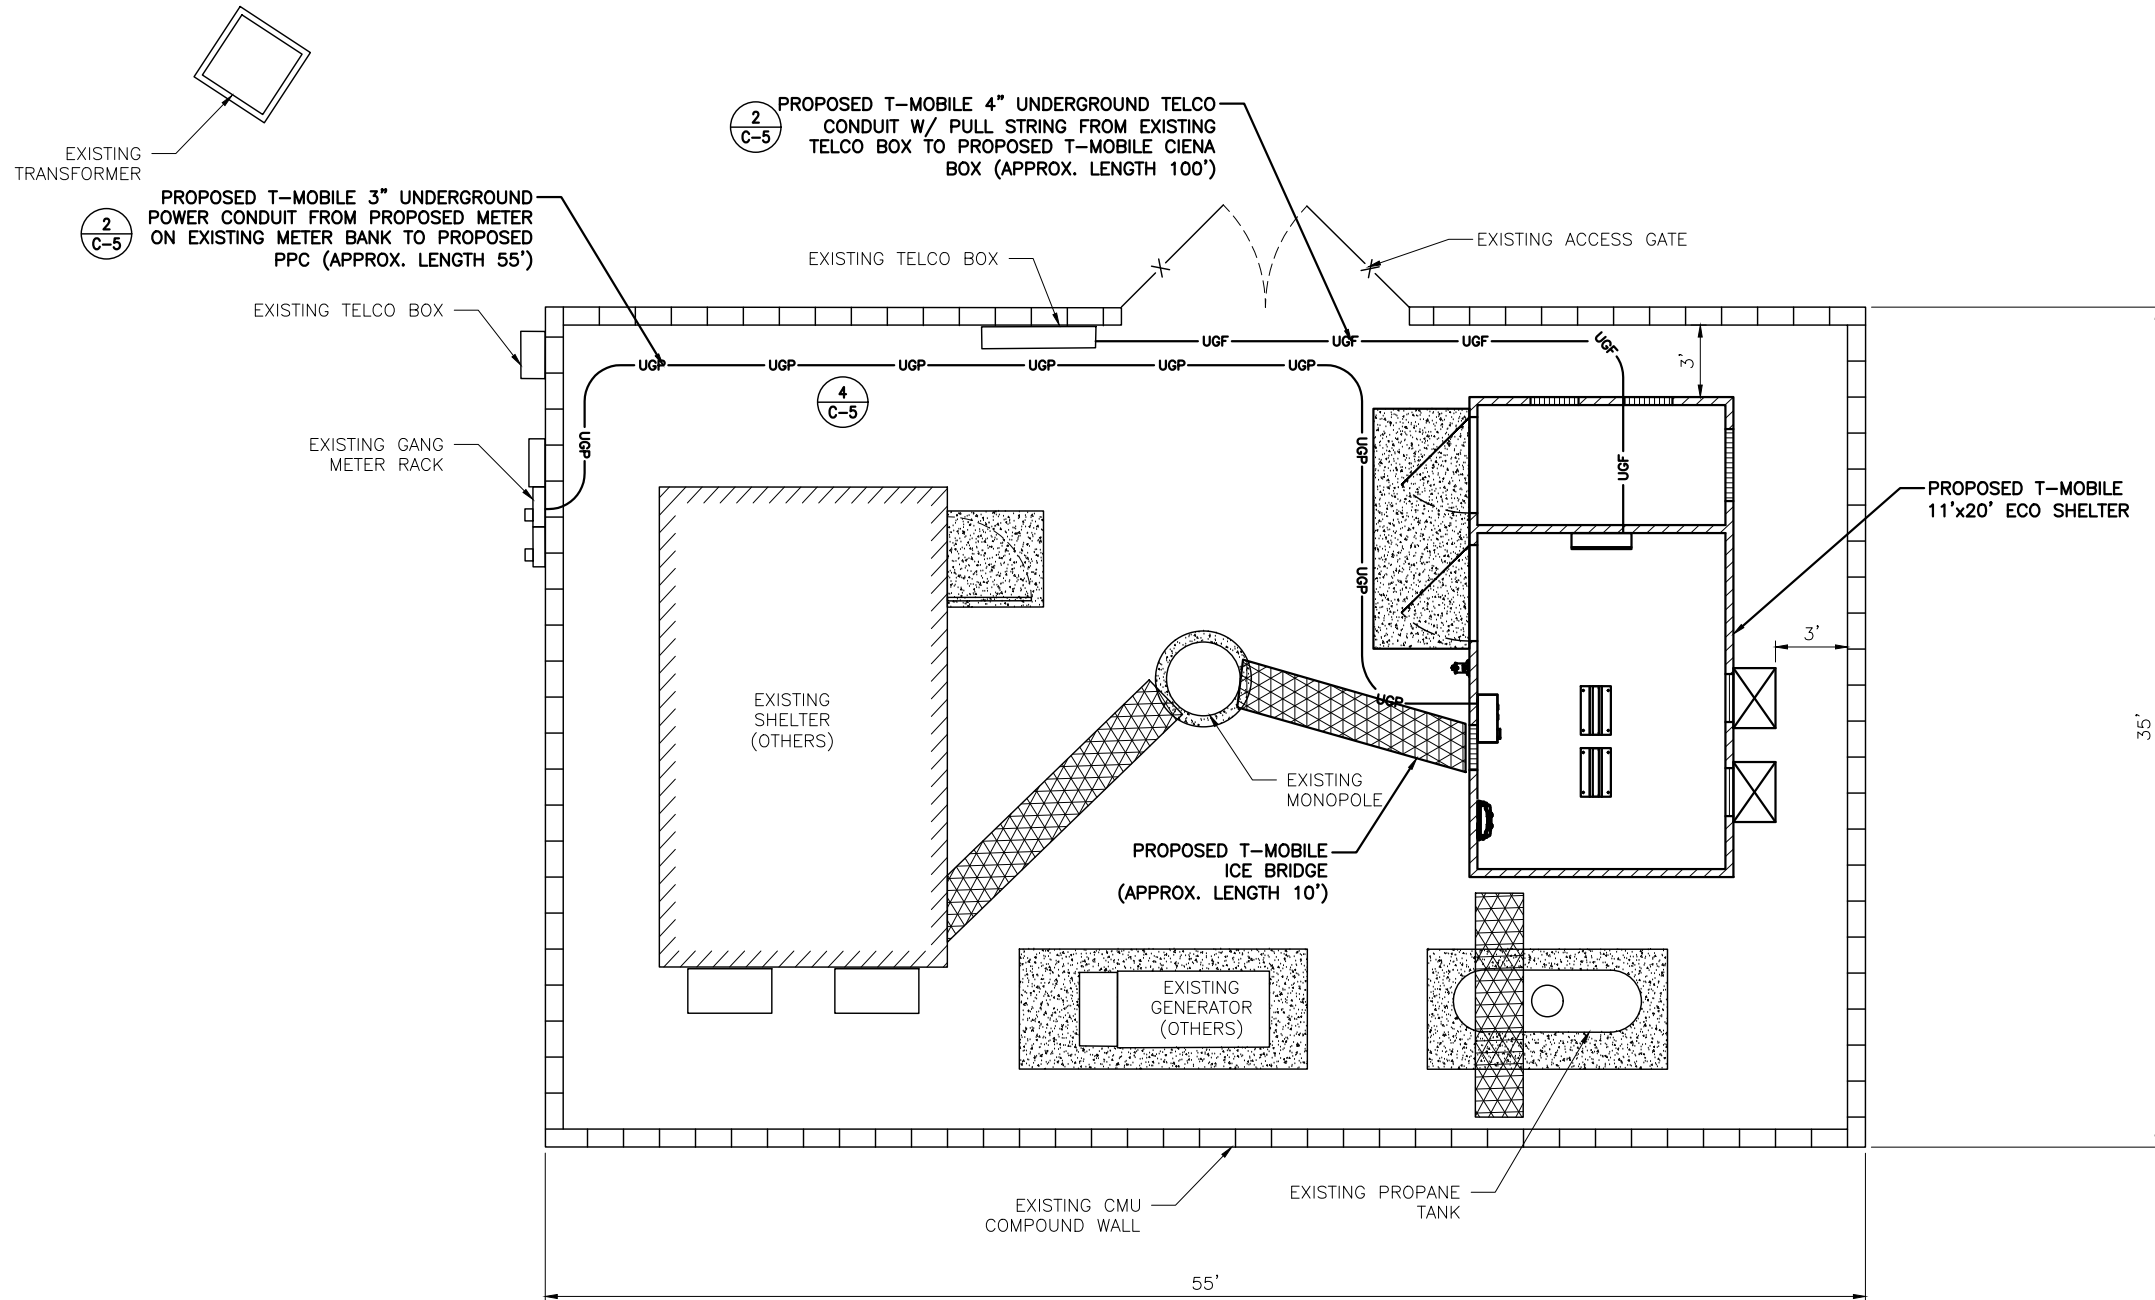 EXISTING
TRANSFORMER
2
C-5
PROPOSED T-MOBILE 3" UNDERGROUND
POWER CONDUIT FROM PROPOSED METER
ON EXISTING METER BANK TO PROPOSED
PPC (APPROX. LENGTH 55')
2
C-5
PROPOSED T-MOBILE 4" UNDERGROUND TELCO
CONDUIT W/ PULL STRING FROM EXISTING
TELCO BOX TO PROPOSED T-MOBILE CIENA
BOX (APPROX. LENGTH 100')
EXISTING ACCESS GATE
EXISTING TELCO BOX
EXISTING TELCO BOX
UGF
UGF
UGF
UGF
UGP
UGP
UGP
UGP
UGP
UGP
3'
4
C-5
EXISTING GANG
METER RACK
UGP
UGP
UGF
PROPOSED T-MOBILE
11'x20' ECO SHELTER
UGP
3'
EXISTING
SHELTER
(OTHERS)
UGP
35'
EXISTING
MONOPOLE
PROPOSED T-MOBILE
ICE BRIDGE
(APPROX. LENGTH 10')
EXISTING
GENERATOR
(OTHERS)
EXISTING CMU
COMPOUND WALL
EXISTING PROPANE
TANK
55'